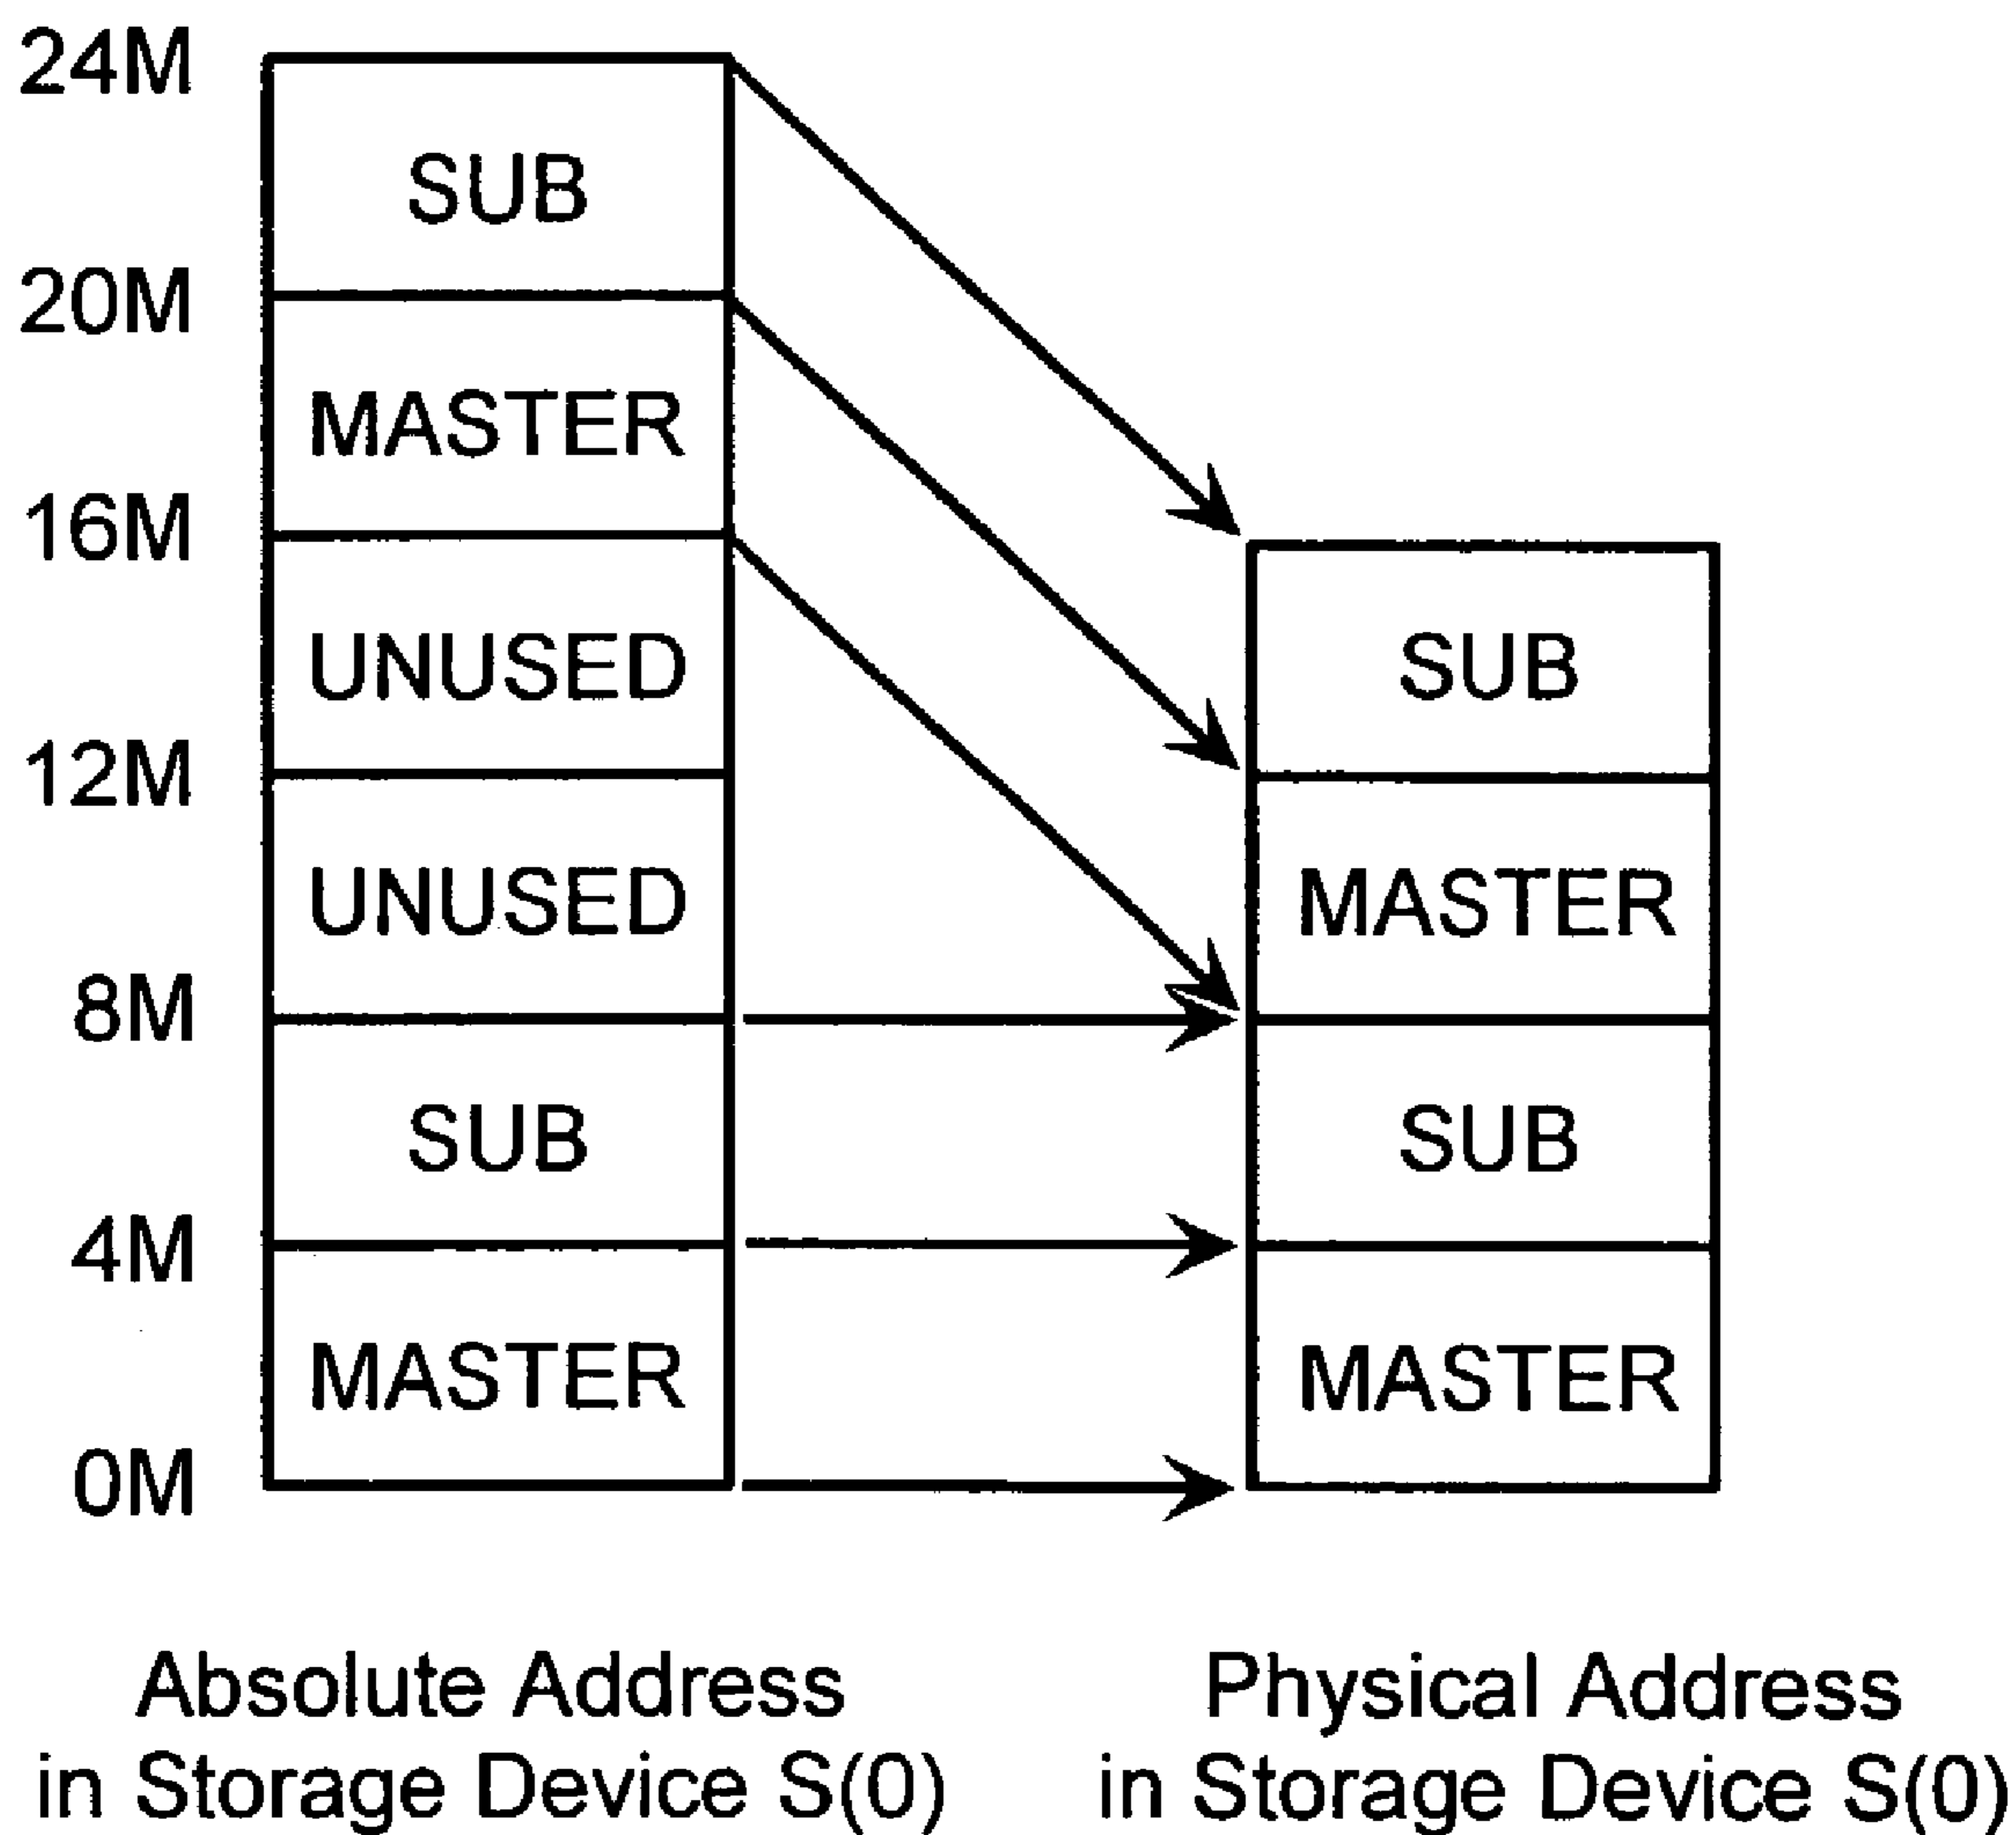 24M
SUB
20M
MASTER
16M
UNUSED
SUB
12M
UNUSED
MASTER
8M
SUB
SUB
4M
MASTER
MASTER
0M
Absolute Address
in Storage Device S(0)
Physical Address
in Storage Device S(0)